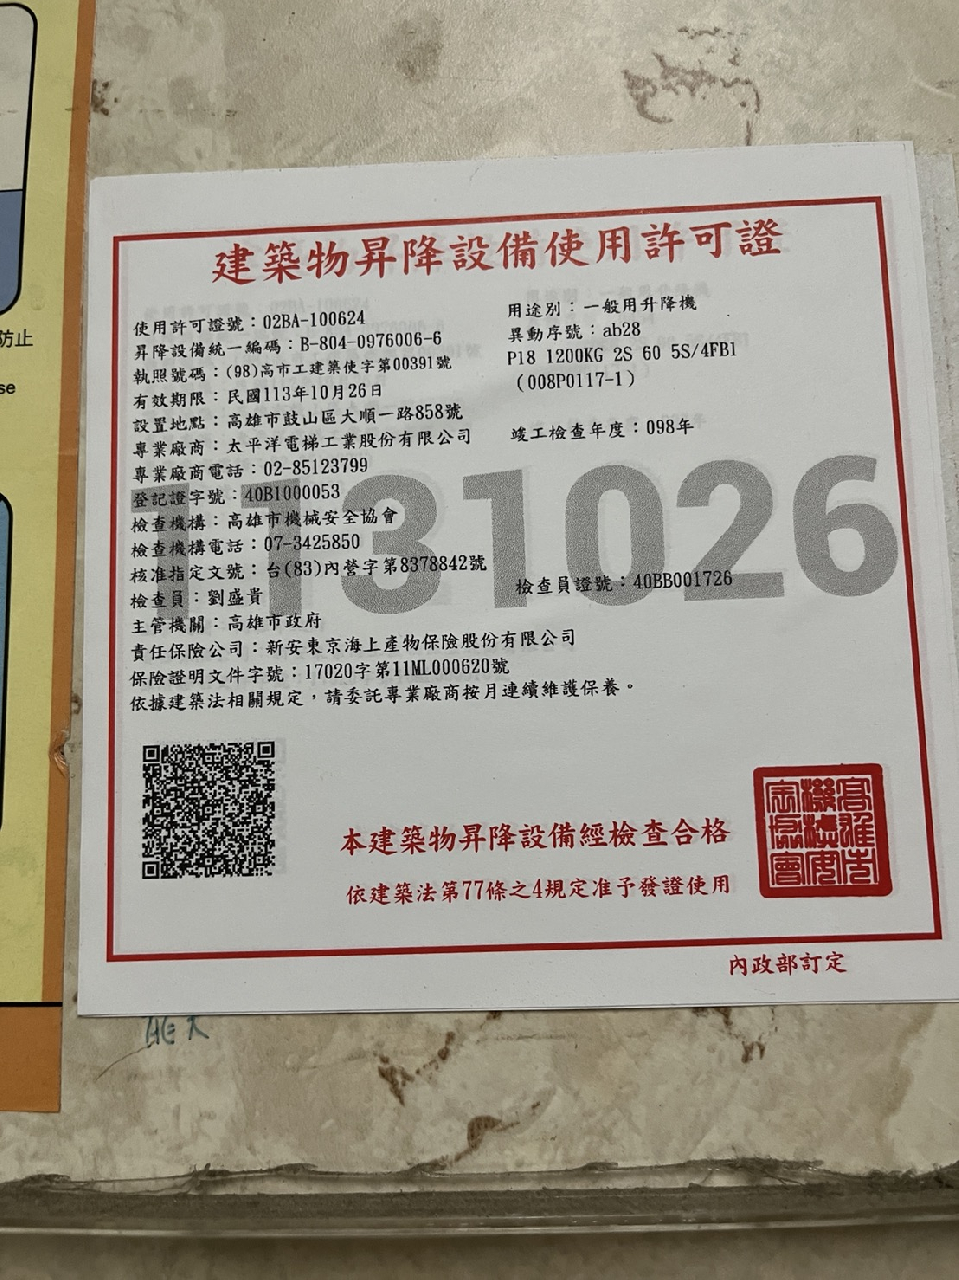 防止
se
建築物昇降設備使用許可證
使用許可證號：02BA-100624
昇降設備統一編碼：B-804-0976006-6
執照號碼：(98)高市工建築使字第00391號
有效期限：民國113年10月26日
設置地點：高雄市鼓山區大順一路858號
專業廠商：太平洋電梯工業股份有限公司
專業廠商電話：02-85123799
登記證字號：40B1000053
檢查機構：高雄市機械安全協會
檢查機構電話：07-3425850
核准指定文號：台(83)內營字第8378842號
檢查員：劉盛貴
主管機關：高雄市政府
責任保險公司：新安東京海上產物保險股份有限公司
保險證明文件字號：17020字第11ML000620號
依據建築法相關規定，請委託專業廠商按月連續維護保養。
用途別：一般用升降機
異動序號：ab28
P18 1200KG 2S 60 5S/4FB1
(008P0117-1)
竣工檢查年度：098年
1131026
檢查員證號：40BB001726
本建築物昇降設備經檢查合格
依建築法第77條之4規定准予發證使用
高雄市機械安全協會
內政部訂定